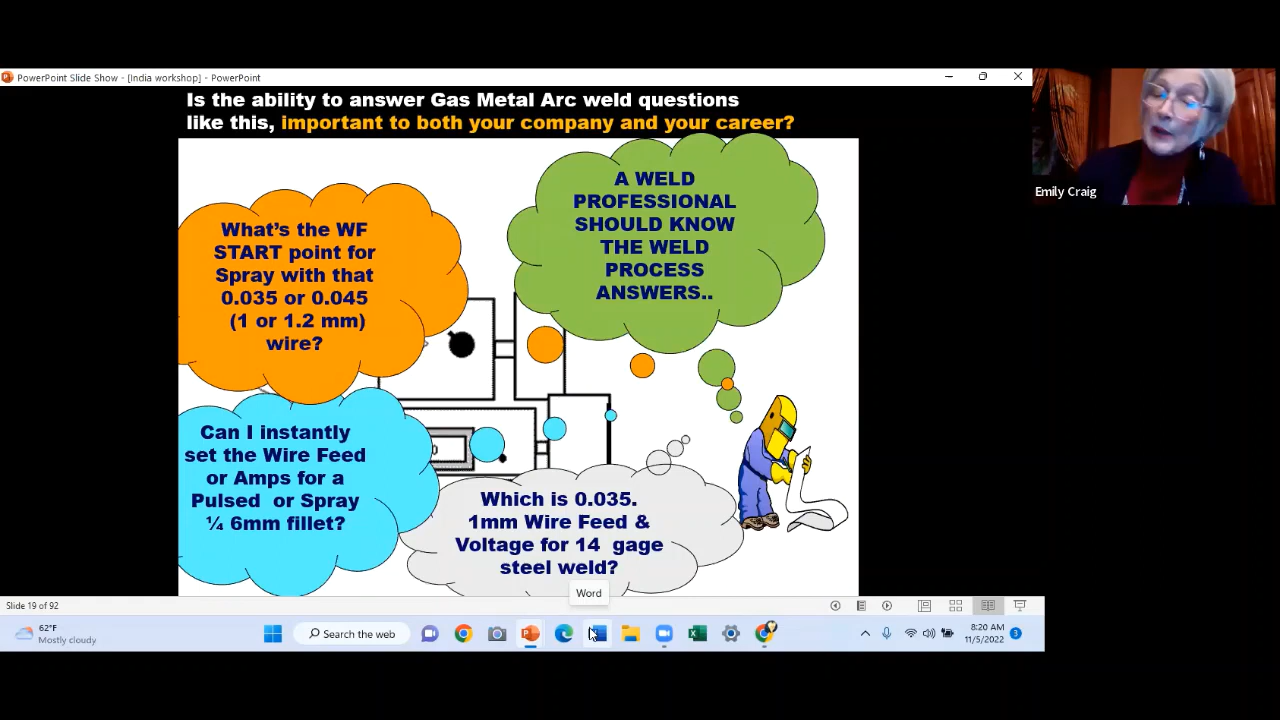 PowerPoint Slide Show - [India workshop] - PowerPoint
Is the ability to answer Gas Metal Arc weld questions
like this, important to both your company and your career?
A WELD
PROFESSIONAL
SHOULD KNOW
THE WELD
PROCESS
ANSWERS..
What's the WF
START point for
Spray with that
0.035 or 0.045
(1 or 1.2 mm)
wire?
Can I instantly
set the Wire Feed
or Amps for a
Pulsed or Spray
¼ 6mm fillet?
Which is 0.035.
1mm Wire Feed &
Voltage for 14 gage
steel weld?
Word
Emily Craig
Slide 19 of 92
62°F
Mostly cloudy
Search the web
8:20 AM
11/5/2022
3